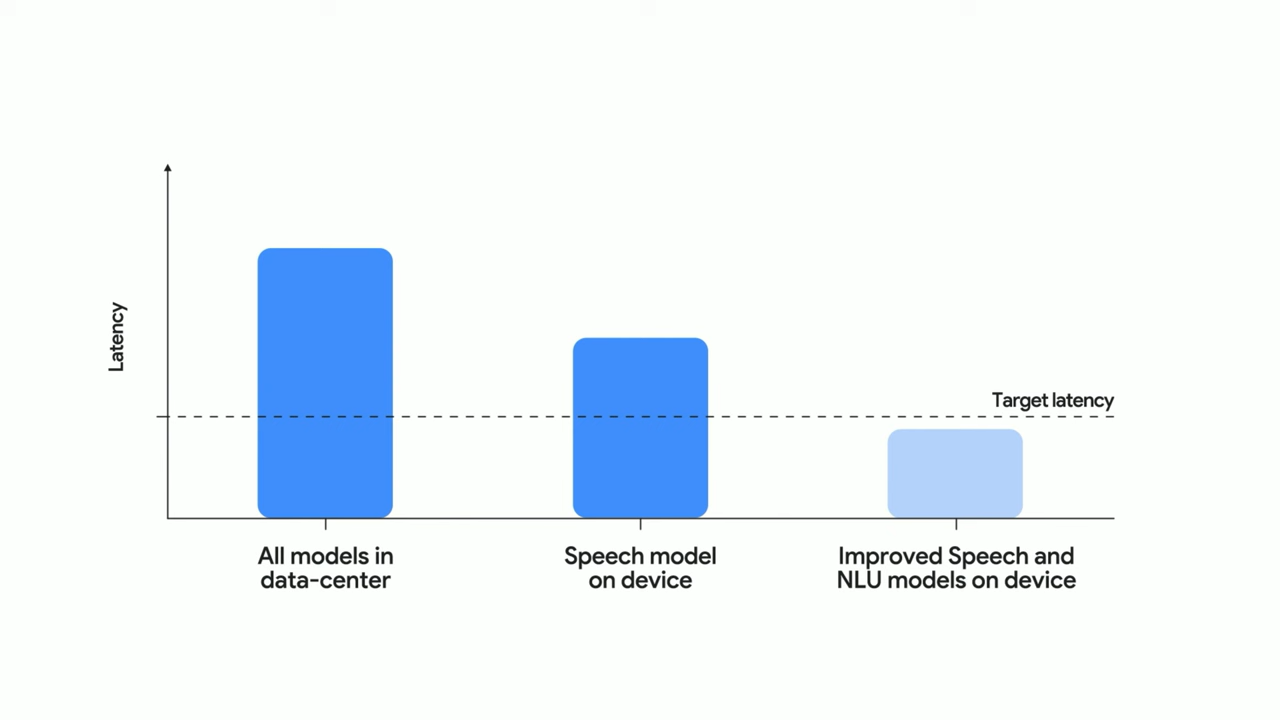 Latency
Target latency
All models in
data-center
Speech model
on device
Improved Speech and
NLU models on device